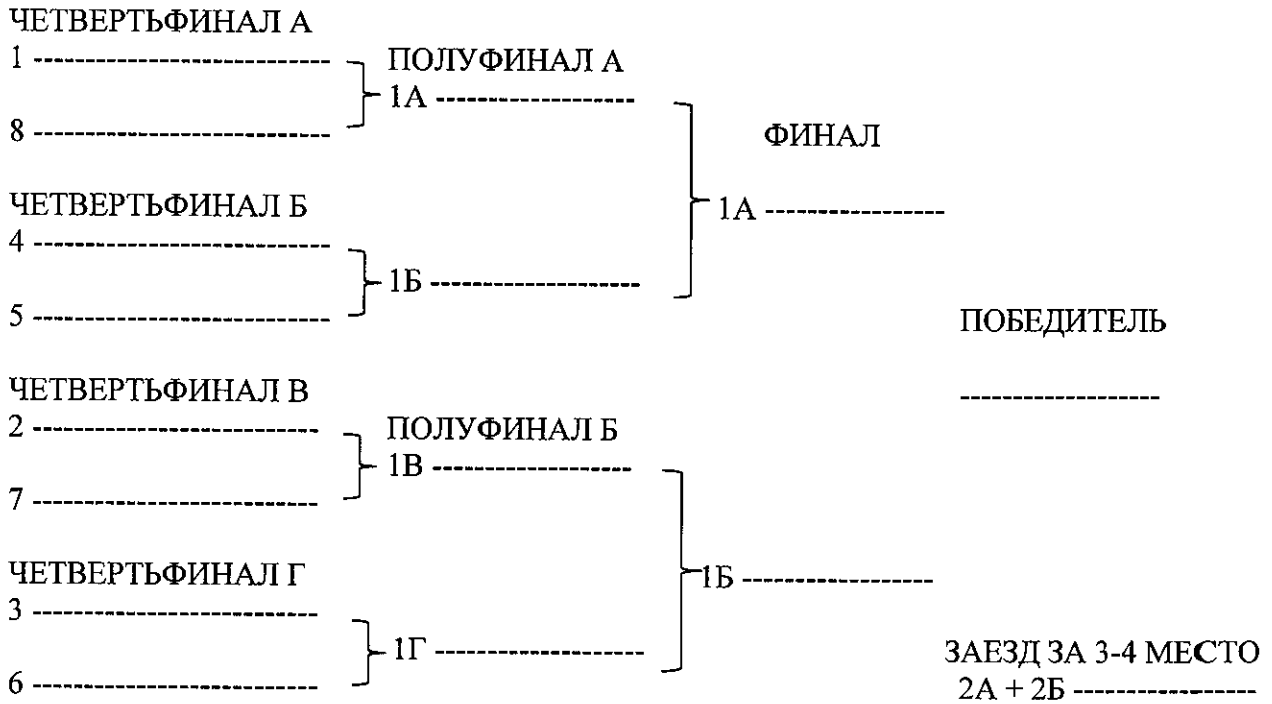 ЧЕТВЕРТЬФИНАЛ А
1 ----------------------------
ПОЛУФИНАЛ А
1А -------------------
8 ----------------------------
ФИНАЛ
ЧЕТВЕРТЬФИНАЛ Б
1А -----------------
4 ----------------------------
1Б -------------------
5 ----------------------------
ПОБЕДИТЕЛЬ
-------------------
ЧЕТВЕРТЬФИНАЛ В
2 ----------------------------
ПОЛУФИНАЛ Б
1В -------------------
7 ----------------------------
ЧЕТВЕРТЬФИНАЛ Г
1Б ------------------
3 ----------------------------
1Г -------------------
6 ----------------------------
ЗАЕЗД ЗА 3-4 МЕСТО
2А + 2Б -----------------